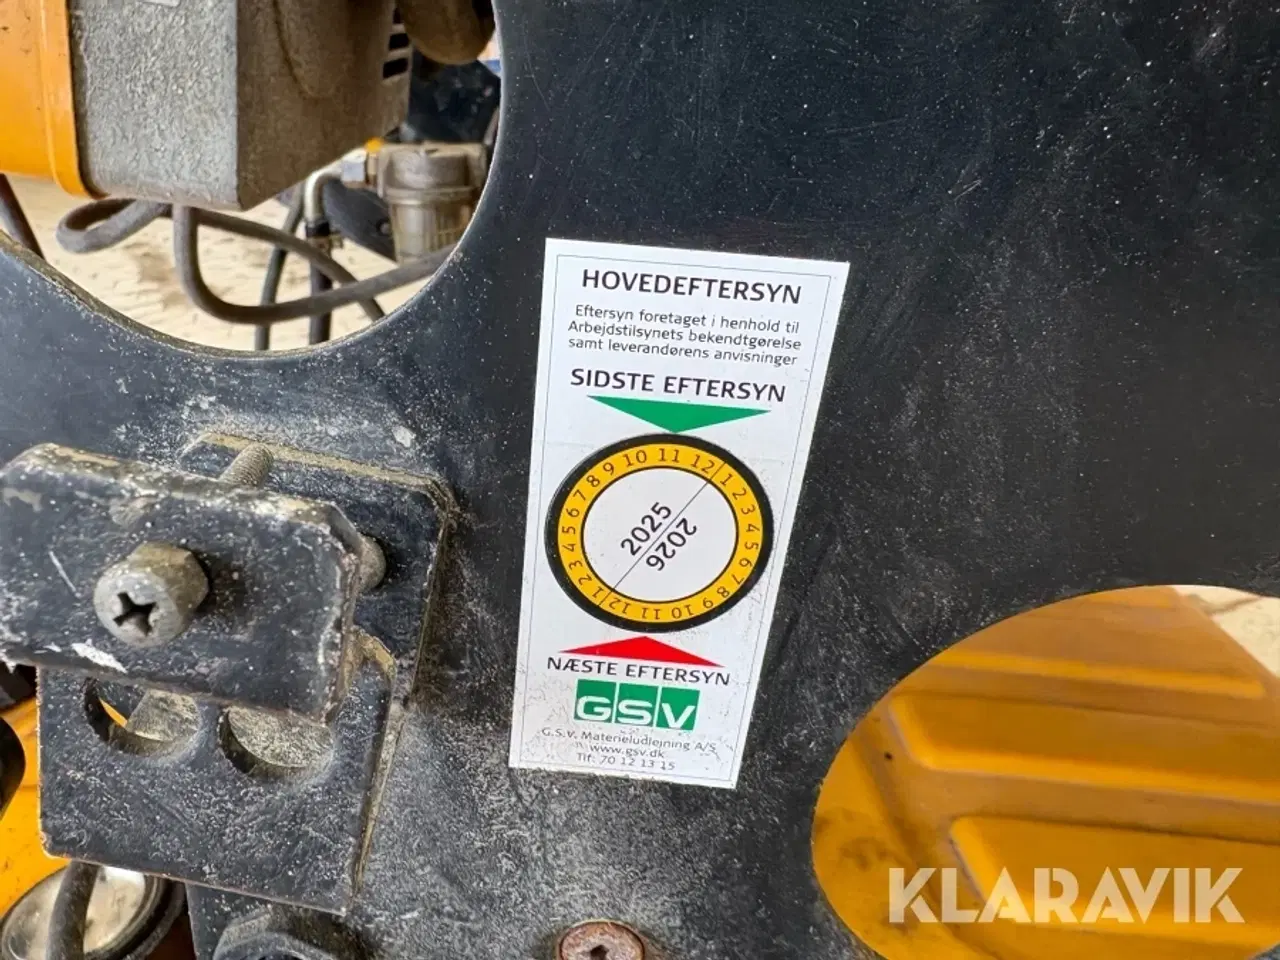 HOVEDEFTERSYN
Eftersyn foretaget i henhold til
Arbejdstilsynets bekendtgørelse
samt leverandørens anvisninger
SIDSTE EFTERSYN
1 2 3 4 5 6 7 8 9 10 11 12
2025
2026
1 2 3 4 5 6 7 8 9 10 11 12
NÆSTE EFTERSYN
GSV
G.S.V. Materieludlejning A/S
www.gsv.dk
Tlf: 70 12 13 15
KLARAVIK